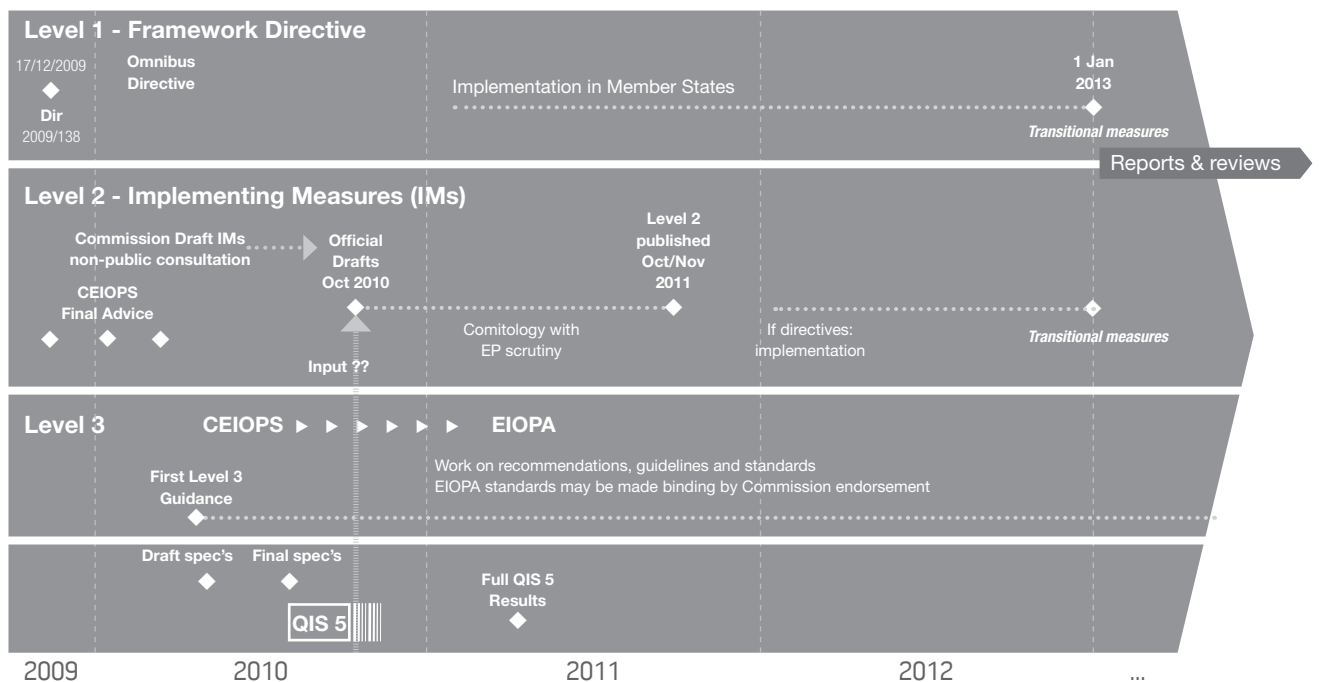 Level 1 - Framework Directive
17/12/2009
Dir
2009/138
Omnibus
Directive
Implementation in Member States
1 Jan
2013
Transitional measures
Reports & reviews
Level 2 - Implementing Measures (IMs)
Commission Draft IMs
non-public consultation
CEIOPS
Final Advice
Official
Drafts
Oct 2010
Input ??
Comitology with
EP scrutiny
Level 2
published
Oct/Nov
2011
If directives:
implementation
Transitional measures
Level 3
CEIOPS
EIOPA
First Level 3
Guidance
Work on recommendations, guidelines and standards
EIOPA standards may be made binding by Commission endorsement
Draft spec's
Final spec's
QIS 5
Full QIS 5
Results
2009
2010
2011
2012
...